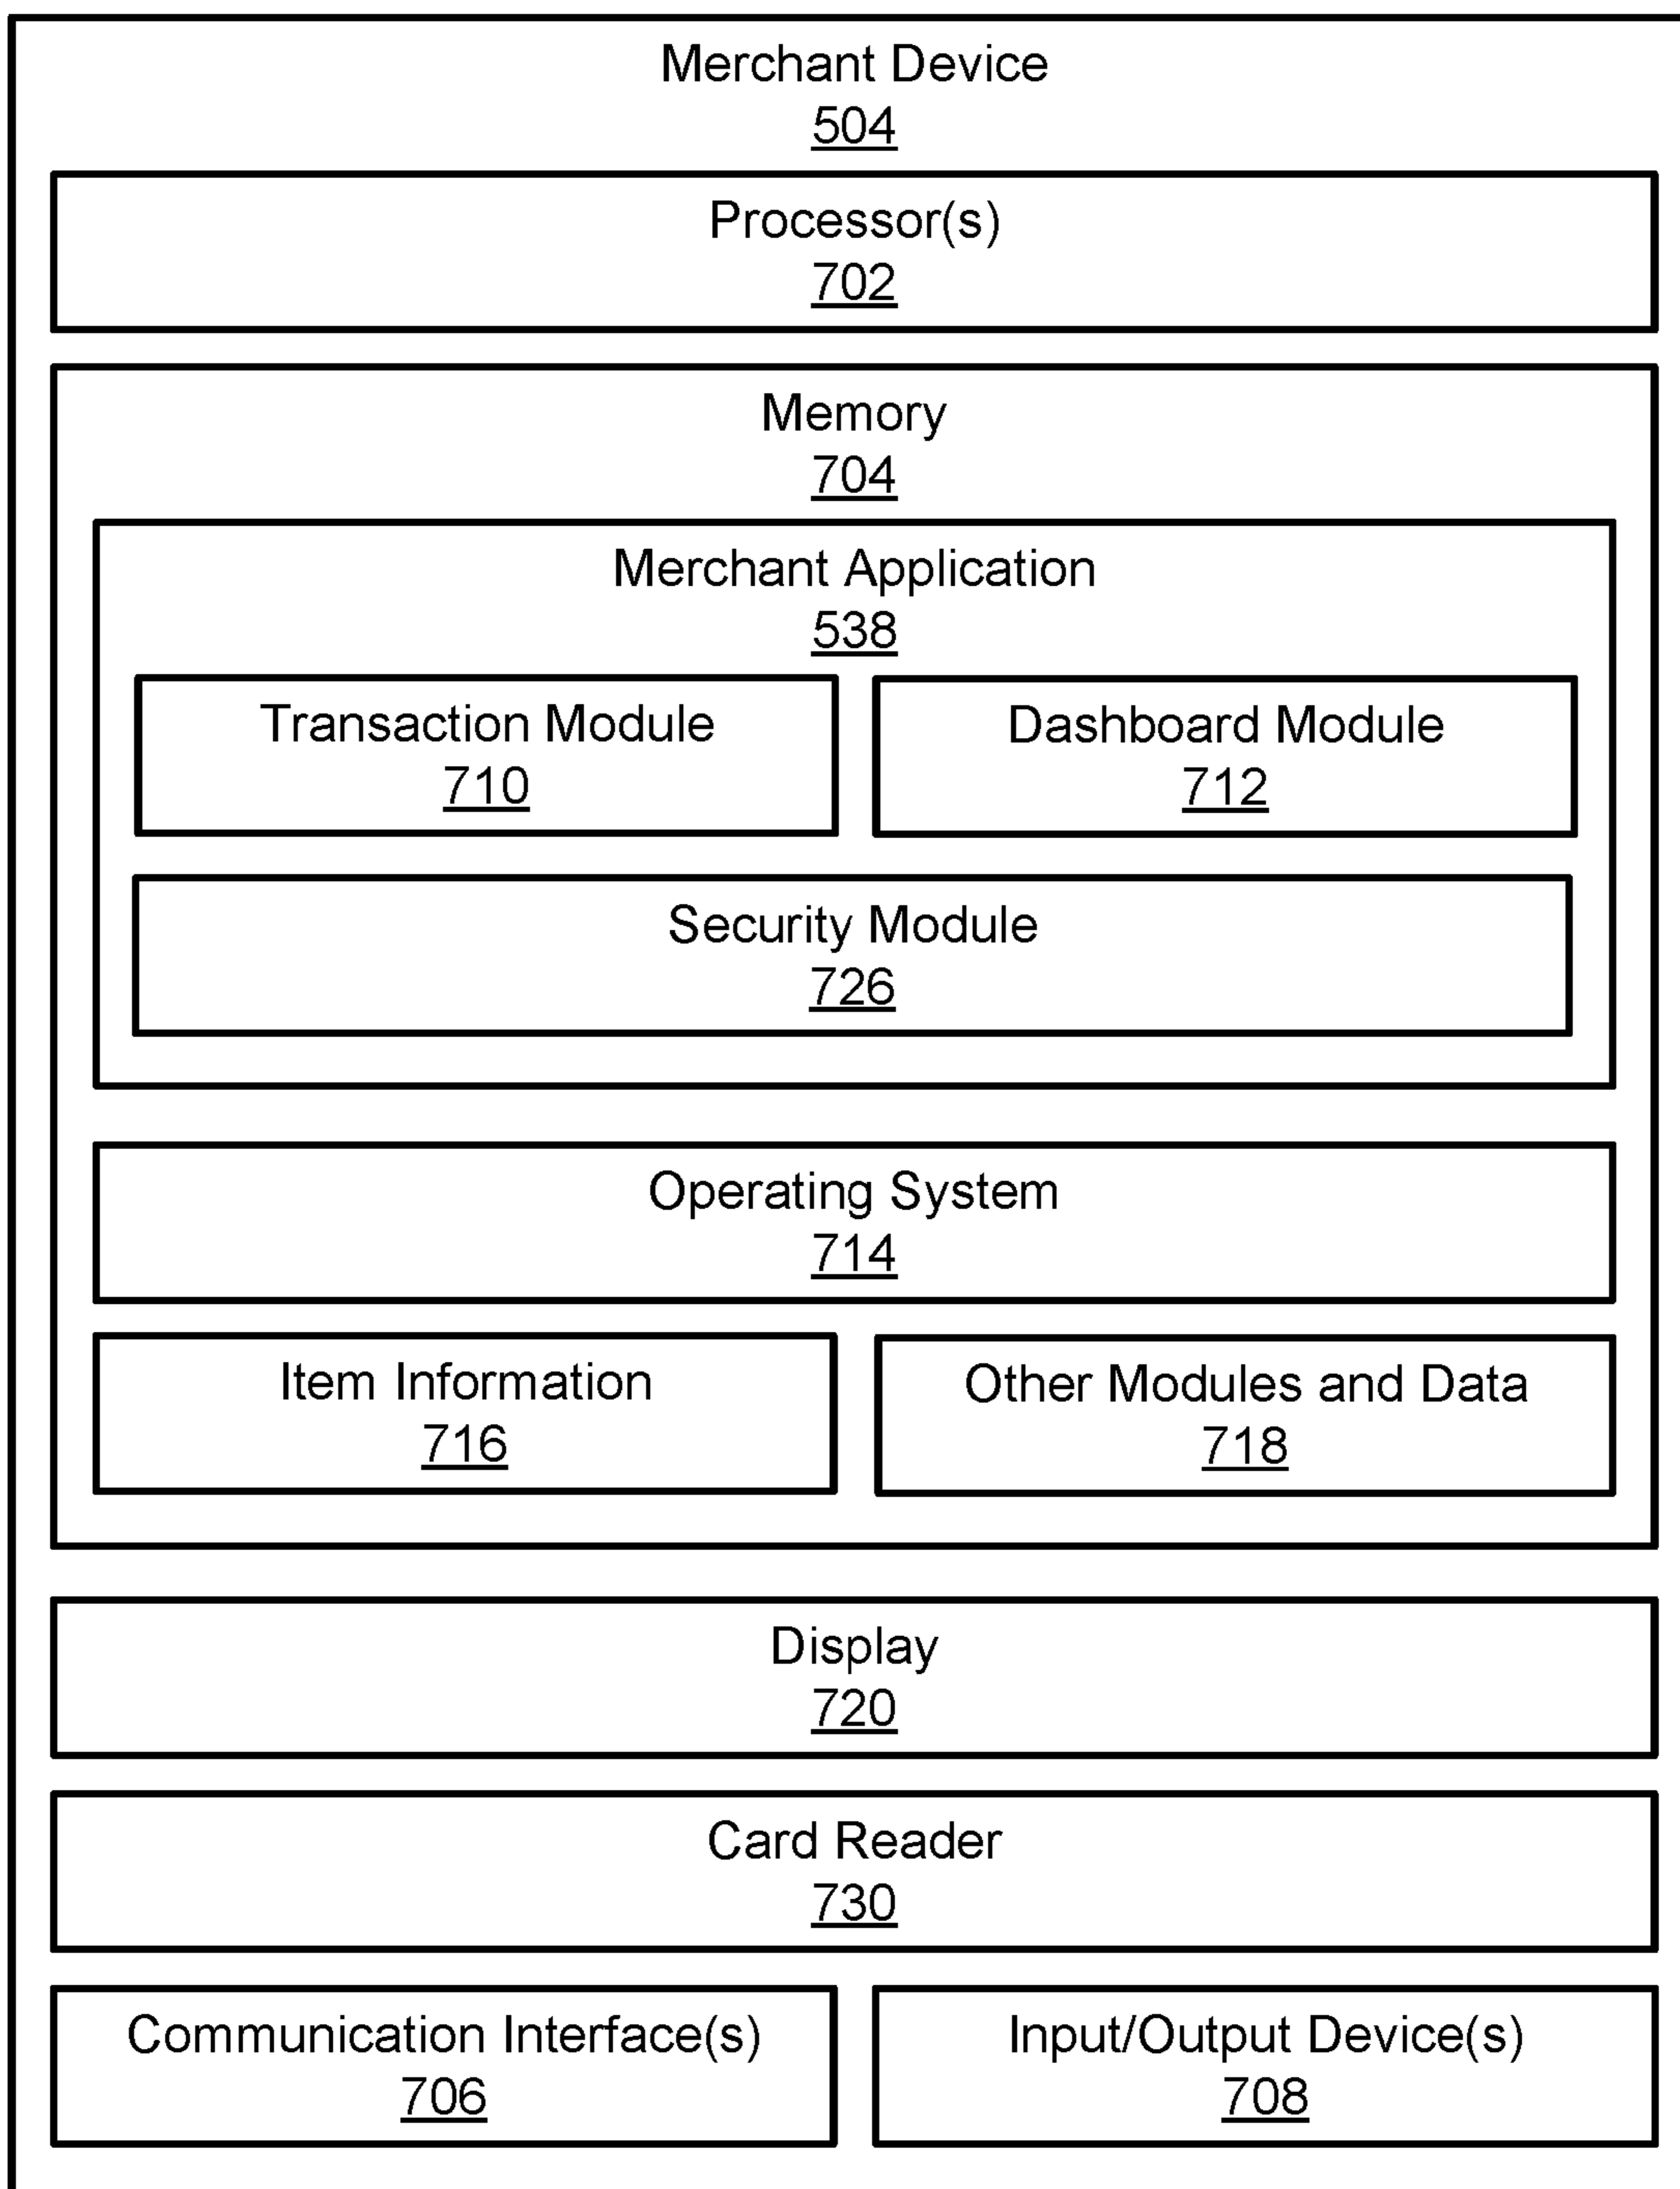 Merchant Device
504
Processor(s)
702
Memory
704
Merchant Application
538
Transaction Module
710
Dashboard Module
712
Security Module
726
Operating System
714
Item Information
716
Other Modules and Data
718
Display
720
Card Reader
730
Communication Interface(s)
706
Input/Output Device(s)
708